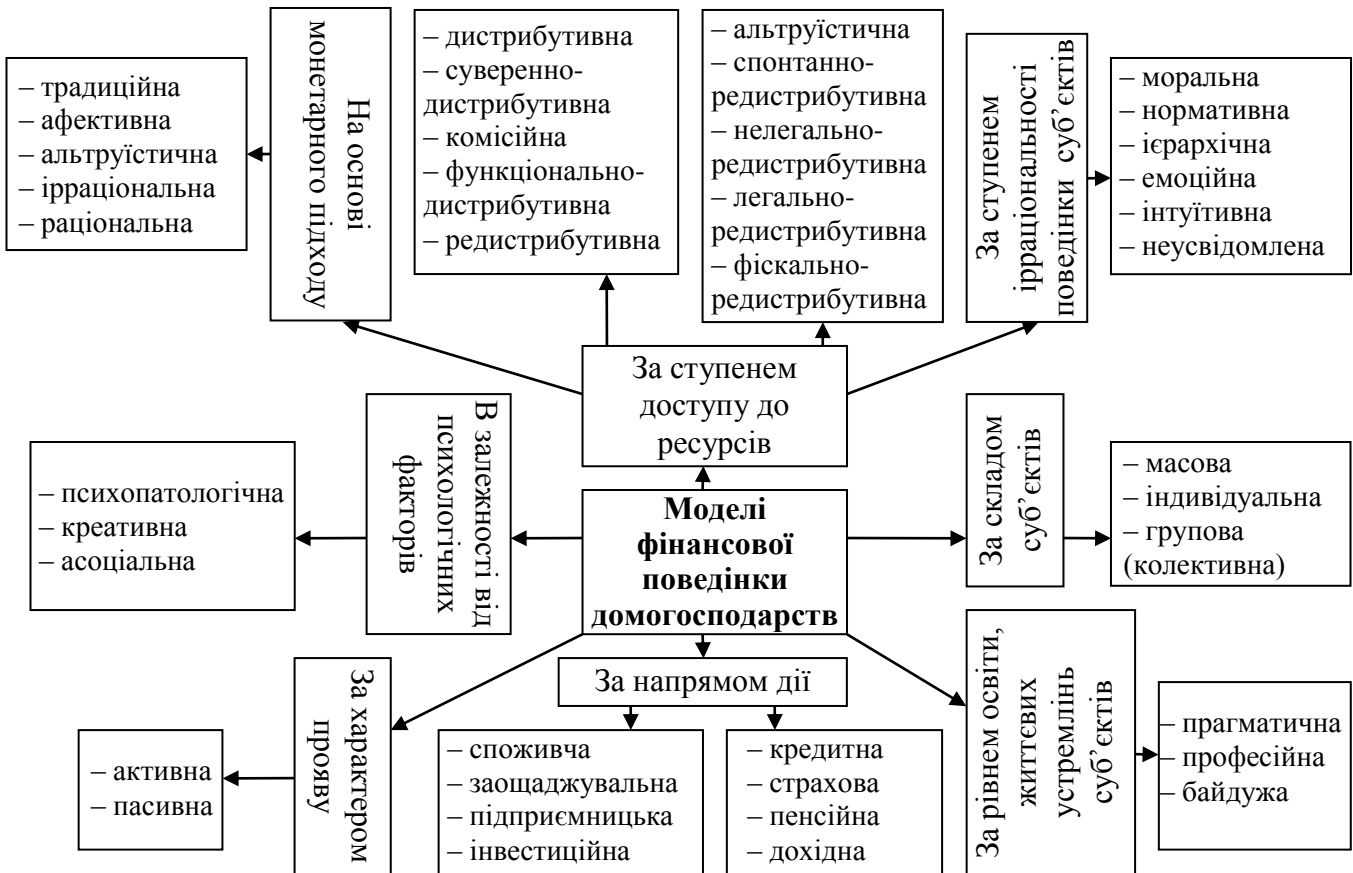 – традиційна
– афективна
– альтруїстична
– ірраціональна
– раціональна
На основі
монетарного підходу
– дистрибутивна
– суверенно-
дистрибутивна
– комісійна
– функціонально-
дистрибутивна
– редистрибутивна
– альтруїстична
– спонтанно-
редистрибутивна
– нелегально-
редистрибутивна
– легально-
редистрибутивна
– фіскально-
редистрибутивна
За ступенем
ірраціональності
поведінки суб’єктів
– моральна
– нормативна
– ієрархічна
– емоційна
– інтуїтивна
– неусвідомлена
За ступенем
доступу до
ресурсів
– психопатологічна
– креативна
– асоціальна
В залежності від
психологічних
факторів
Моделі
фінансової
поведінки
домогосподарств
За складом
суб’єктів
– масова
– індивідуальна
– групова
(колективна)
– активна
– пасивна
За характером
прояву
За напрямом дії
– споживча
– заощаджувальна
– підприємницька
– інвестиційна
– кредитна
– страхова
– пенсійна
– дохідна
За рівнем освіти,
життєвих
устремлінь
суб’єктів
– прагматична
– професійна
– байдужа